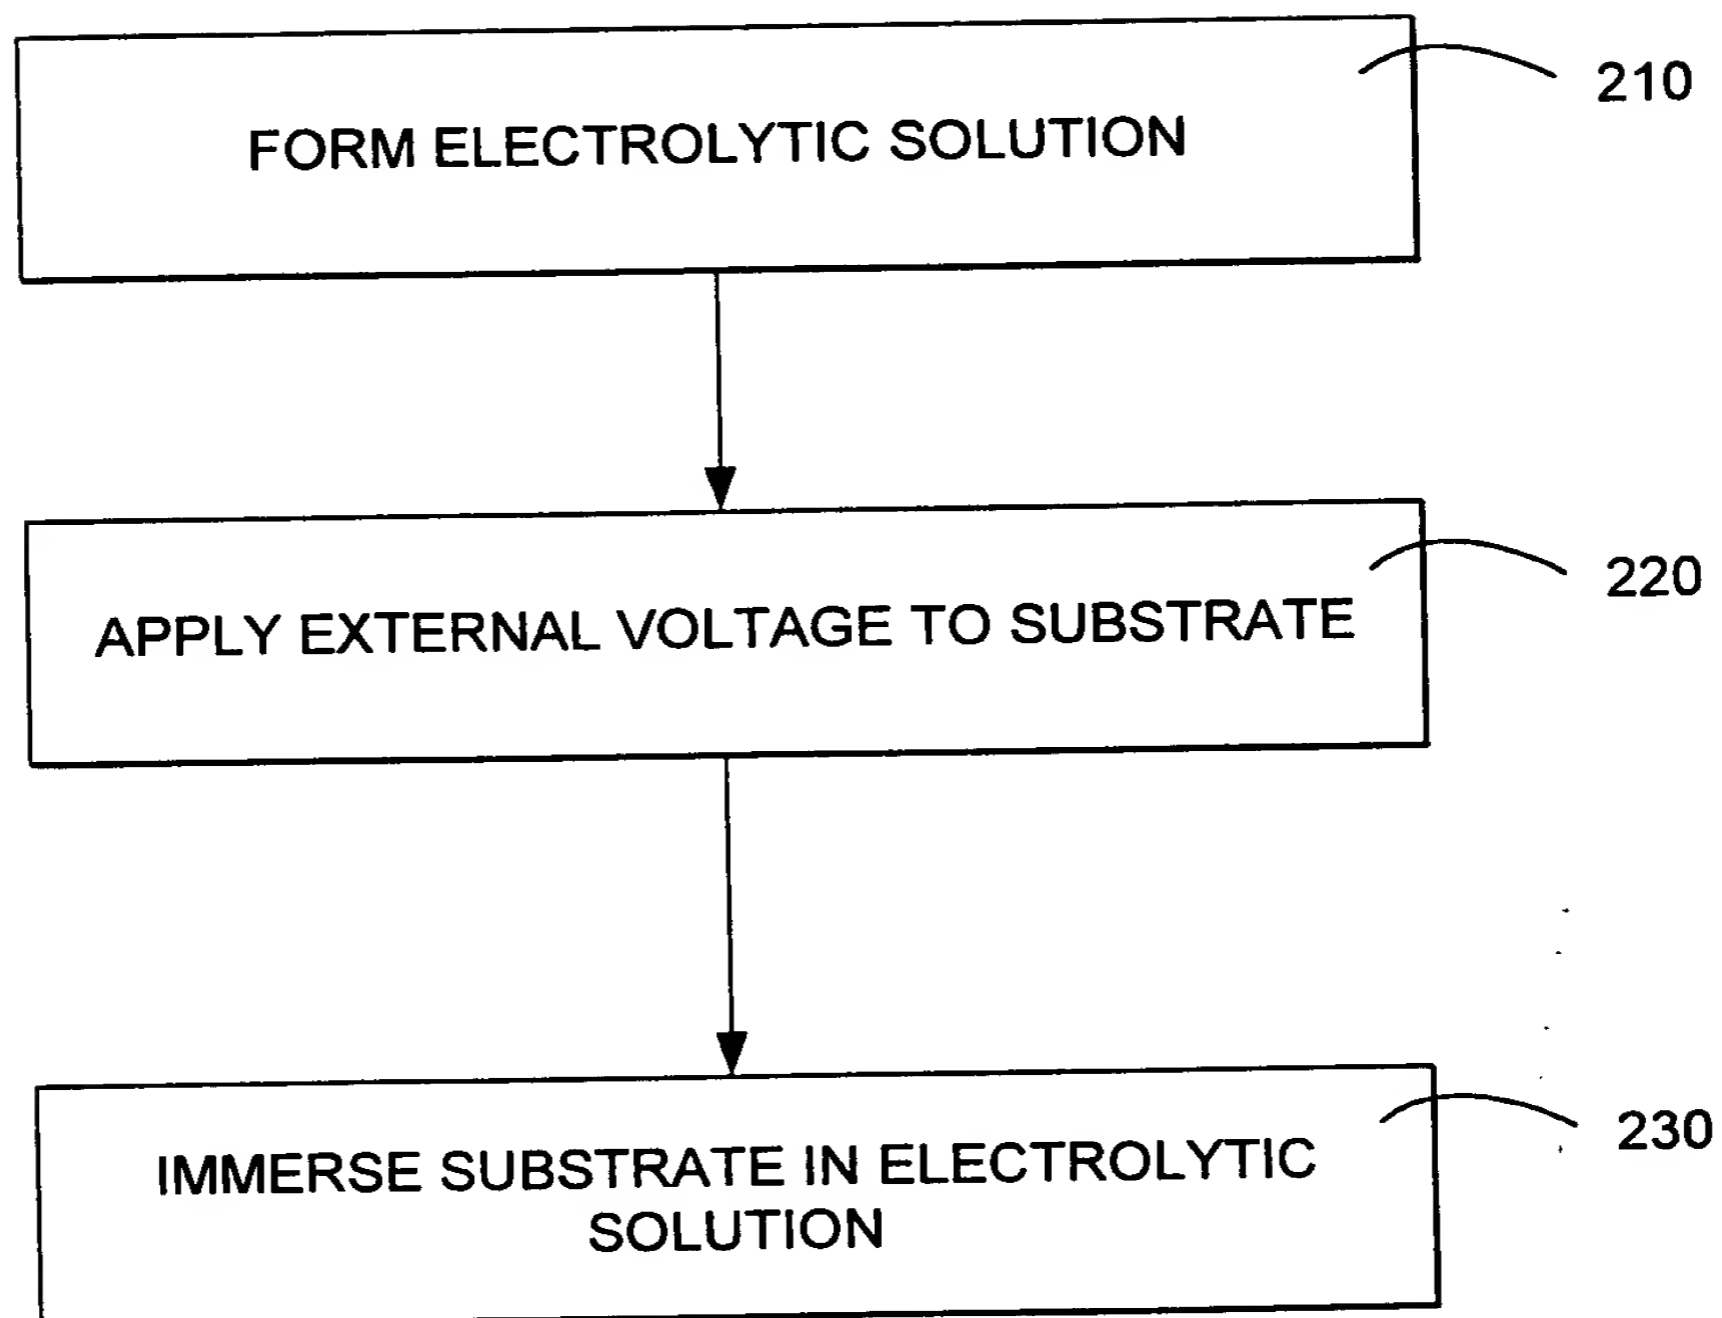 FORM ELECTROLYTIC SOLUTION
210
APPLY EXTERNAL VOLTAGE TO SUBSTRATE
220
IMMERSE SUBSTRATE IN ELECTROLYTIC
SOLUTION
230